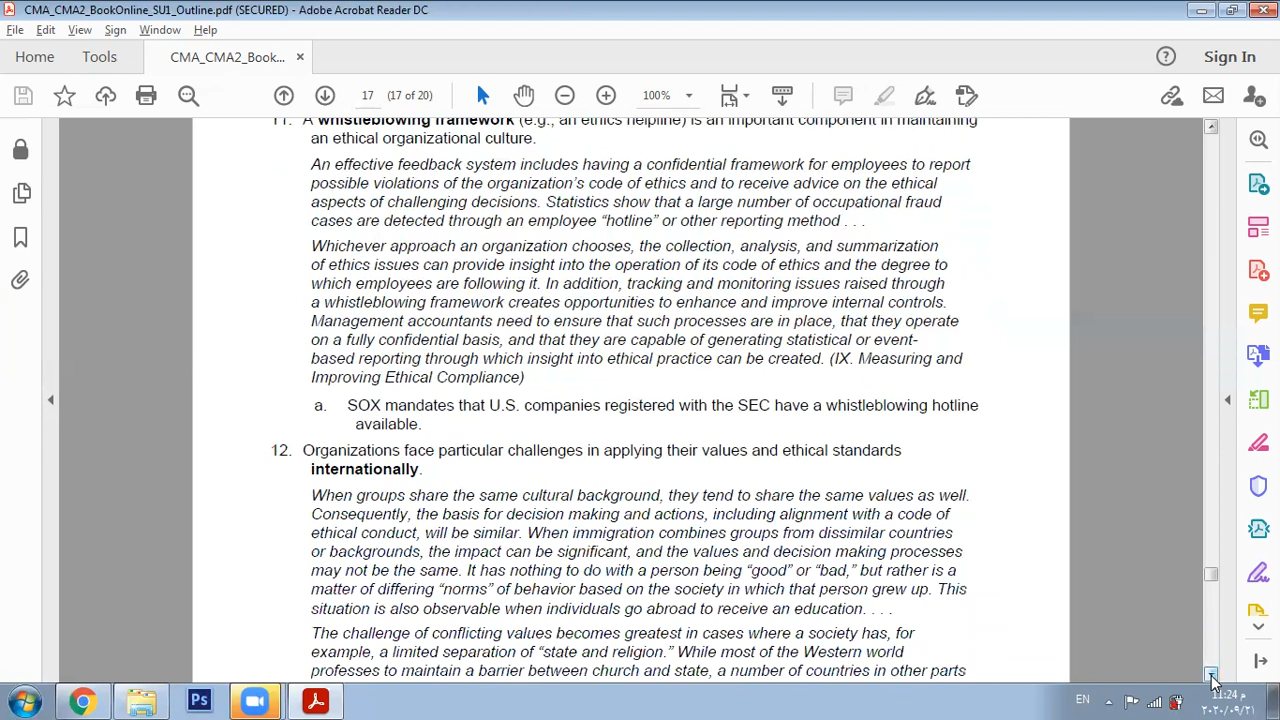 CMA_CMA2_BookOnline_SU1_Outline.pdf (SECURED) - Adobe Acrobat Reader DC
File Edit View Sign Window Help
Home Tools CMA_CMA2_Book... × Sign In
17 (17 of 20) 100%
11. A whistleblowing framework (e.g., an ethics helpline) is an important component in maintaining
an ethical organizational culture.
An effective feedback system includes having a confidential framework for employees to report
possible violations of the organization's code of ethics and to receive advice on the ethical
aspects of challenging decisions. Statistics show that a large number of occupational fraud
cases are detected through an employee "hotline" or other reporting method . . .
Whichever approach an organization chooses, the collection, analysis, and summarization
of ethics issues can provide insight into the operation of its code of ethics and the degree to
which employees are following it. In addition, tracking and monitoring issues raised through
a whistleblowing framework creates opportunities to enhance and improve internal controls.
Management accountants need to ensure that such processes are in place, that they operate
on a fully confidential basis, and that they are capable of generating statistical or event-
based reporting through which insight into ethical practice can be created. (IX. Measuring and
Improving Ethical Compliance)
a. SOX mandates that U.S. companies registered with the SEC have a whistleblowing hotline
available.
12. Organizations face particular challenges in applying their values and ethical standards
internationally.
When groups share the same cultural background, they tend to share the same values as well.
Consequently, the basis for decision making and actions, including alignment with a code of
ethical conduct, will be similar. When immigration combines groups from dissimilar countries
or backgrounds, the impact can be significant, and the values and decision making processes
may not be the same. It has nothing to do with a person being "good" or "bad," but rather is a
matter of differing "norms" of behavior based on the society in which that person grew up. This
situation is also observable when individuals go abroad to receive an education. . . .
The challenge of conflicting values becomes greatest in cases where a society has, for
example, a limited separation of "state and religion." While most of the Western world
professes to maintain a barrier between church and state, a number of countries in other parts
Ps EN 11:24 م
٢٠٢٠/٠٩/٢١